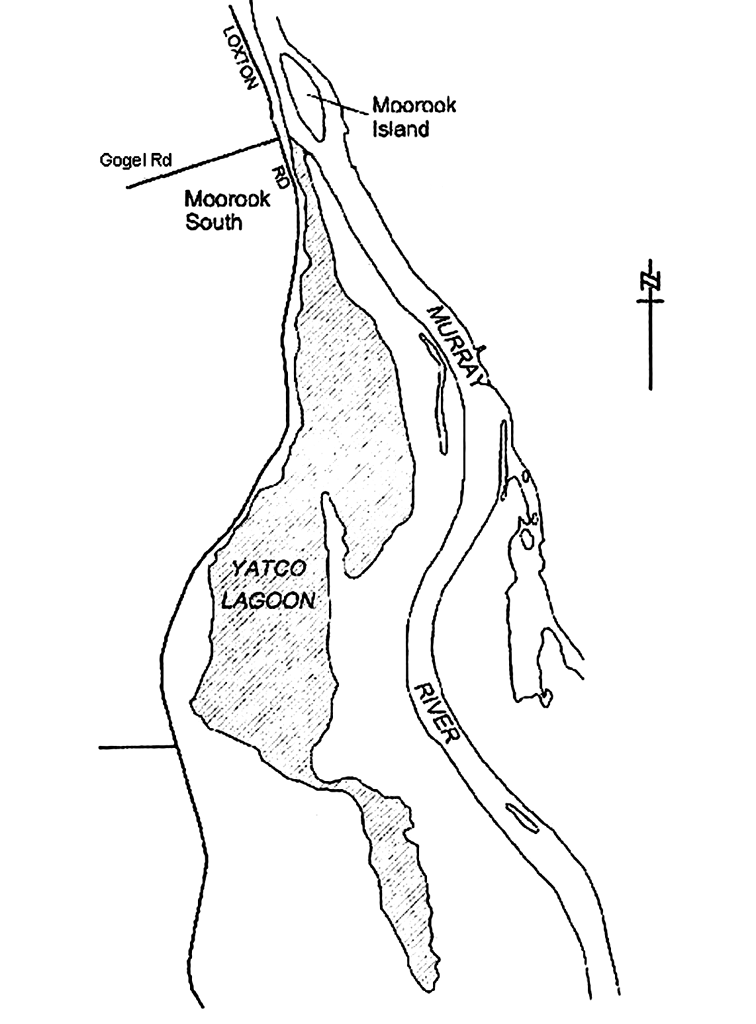 LOXTON
Moorook
Island
Gogel Rd
RD
Moorook
South
N
MURRAY
YATCO
LAGOON
RIVER